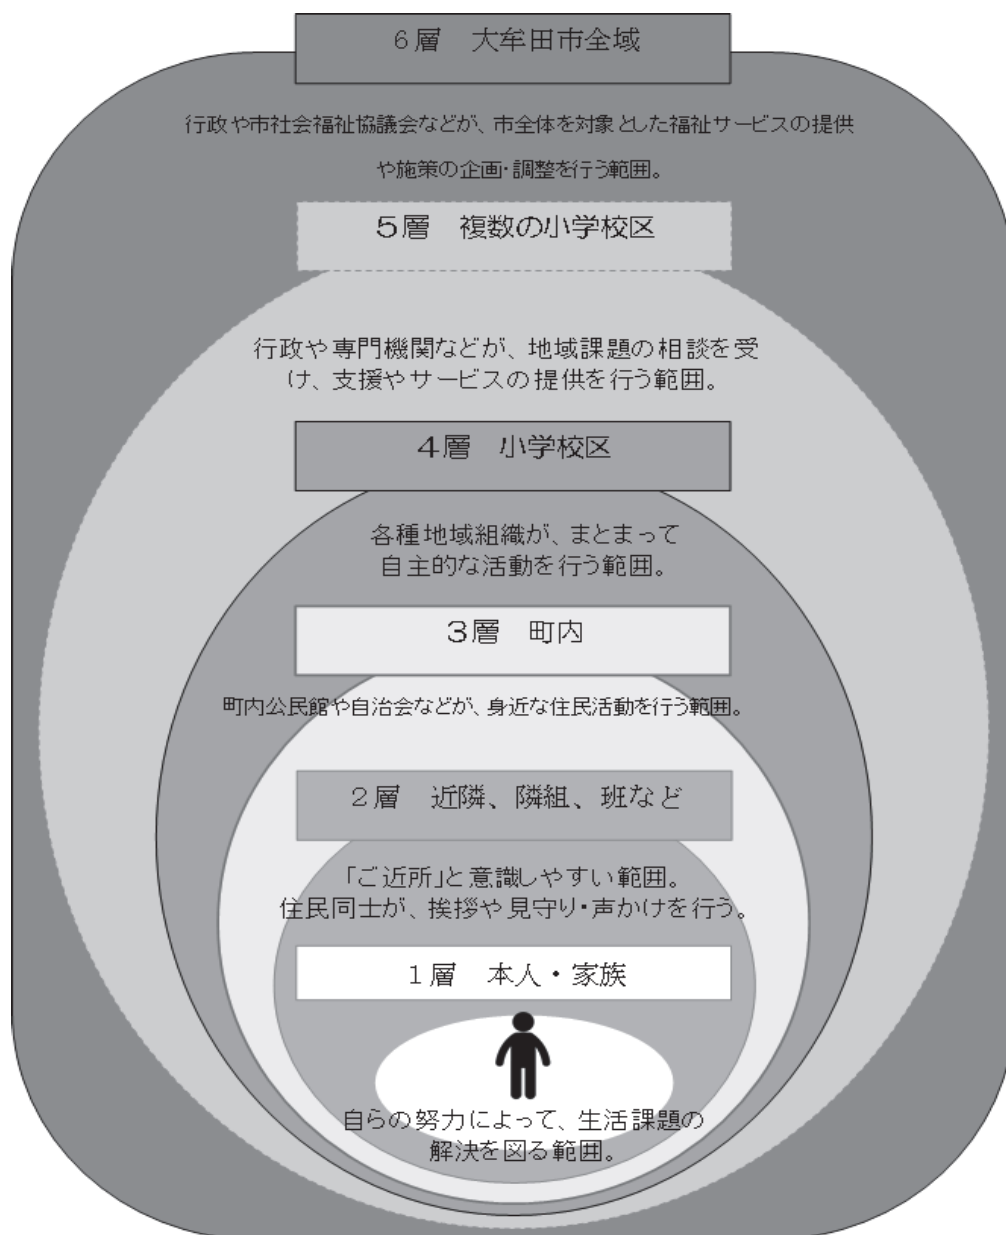 6層　大牟田市全域
行政や市社会福祉協議会などが、市全体を対象とした福祉サービスの提供
や施策の企画・調整を行う範囲。
5層　複数の小学校区
行政や専門機関などが、地域課題の相談を受
け、支援やサービスの提供を行う範囲。
4層　小学校区
各種地域組織が、まとまって
自主的な活動を行う範囲。
3層　町内
町内公民館や自治会などが、身近な住民活動を行う範囲。
2層　近隣、隣組、班など
「ご近所」と意識しやすい範囲。
住民同士が、挨拶や見守り・声かけを行う。
1層　本人・家族
自らの努力によって、生活課題の
解決を図る範囲。